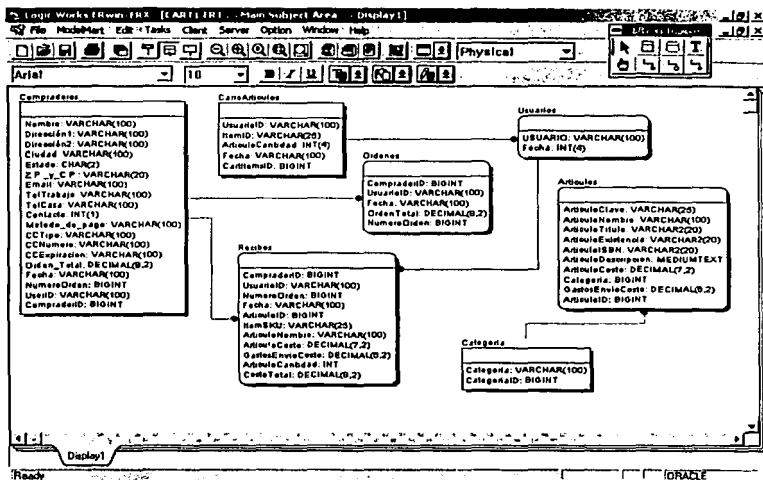 Logic Works ERwin/ERX - [CART1.ER1 - Main Subject Area - Display1]
File ModelMart Edit Tasks Client Server Option Window Help
Physical
Arial 10 B I U
Compradores
Nombre: VARCHAR(100)
Dirección1: VARCHAR(100)
Dirección2: VARCHAR(100)
Ciudad: VARCHAR(100)
Estado: CHAR(2)
Z.P._y_C.P.: VARCHAR(20)
Email: VARCHAR(100)
TelTrabajo: VARCHAR(100)
TelCasa: VARCHAR(100)
Contacto: INT(1)
Metodo_de_pago: VARCHAR(100)
CCTipo: VARCHAR(100)
CCNumero: VARCHAR(100)
CCExpiracion: VARCHAR(100)
Orden_Total: DECIMAL(8,2)
Fecha: VARCHAR(100)
NumeroOrden: BIGINT
UserID: VARCHAR(100)
CompradorID: BIGINT
CarroArticulos
UsuarioID: VARCHAR(100)
ItemID: VARCHAR(25)
ArticuloCantidad: INT(4)
Fecha: VARCHAR(100)
CartItemID: BIGINT
Ordenes
CompradorID: BIGINT
UsuarioID: VARCHAR(100)
Fecha: VARCHAR(100)
OrdenTotal: DECIMAL(8,2)
NumeroOrden: BIGINT
Usuarios
USUARIO: VARCHAR(100)
Fecha: INT(4)
Articulos
ArticuloClave: VARCHAR(25)
ArticuloNombre: VARCHAR(100)
ArticuloTitulo: VARCHAR2(20)
ArticuloExistencia: VARCHAR2(20)
ArticuloISBN: VARCHAR2(20)
ArticuloDescripcion: MEDIUMTEXT
ArticuloCosto: DECIMAL(7,2)
Categoria: BIGINT
GastosEnvioCosto: DECIMAL(6,2)
ArticuloID: BIGINT
Recibos
CompradorID: BIGINT
UsuarioID: VARCHAR(100)
NumeroOrden: BIGINT
Fecha: VARCHAR(100)
ArticuloID: BIGINT
ItemSKU: VARCHAR(25)
ArticuloNombre: VARCHAR(100)
ArticuloCosto: DECIMAL(7,2)
GastosEnvioCosto: DECIMAL(6,2)
ArticuloCantidad: INT
CostoTotal: DECIMAL(8,2)
Categoria
Categoria: VARCHAR(100)
CategoriaID: BIGINT
Display1
Ready ORACLE